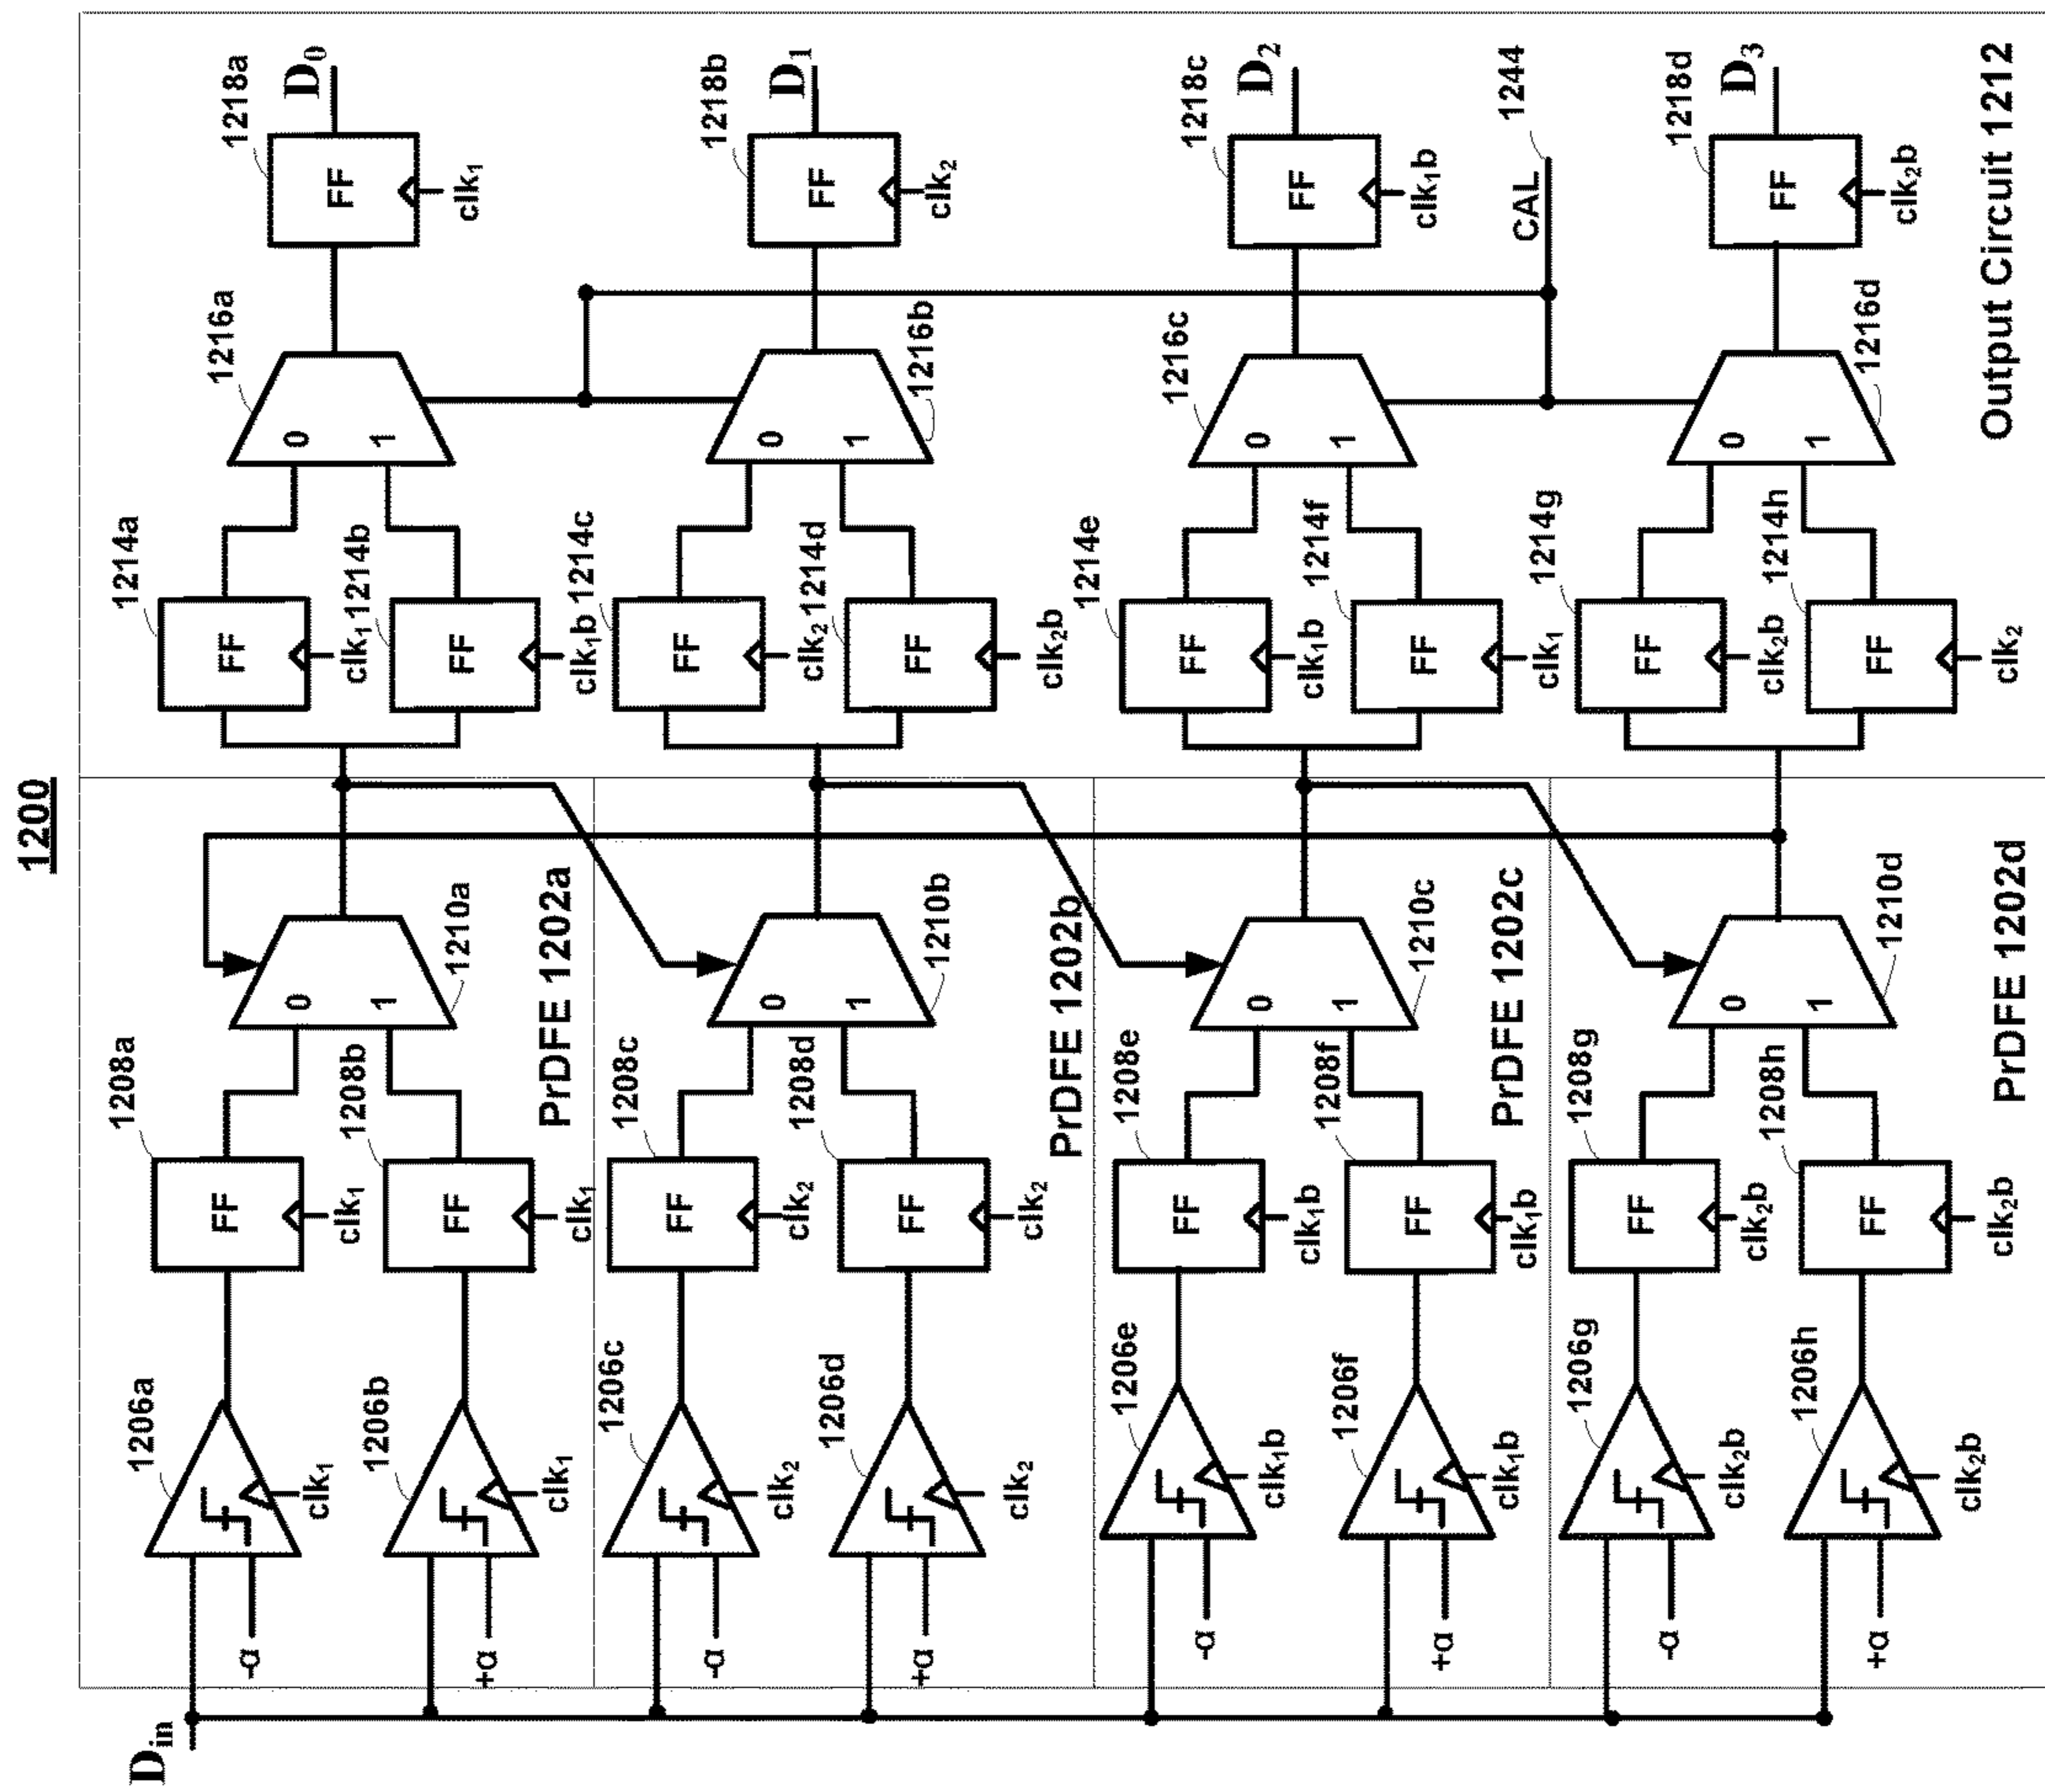 1200
D₀
1218a
FF
clk₁
D₁
1218b
FF
clk₂
D₂
1218c
FF
clk₁b
1244
CAL
D₃
1218d
FF
clk₂b
Output Circuit 1212
1216a
0
1
1216b
0
1
1216c
0
1
1216d
0
1
1214a
FF
clk₁
1214b
FF
clk₁b
1214c
FF
clk₂
1214d
FF
clk₂b
1214e
FF
clk₁b
1214f
FF
clk₁
1214g
FF
clk₂b
1214h
FF
clk₂
1210a
0
1
PrDFE 1202a
1210b
0
1
PrDFE 1202b
1210c
0
1
PrDFE 1202c
1210d
0
1
PrDFE 1202d
1208a
FF
clk₁
1208b
FF
clk₁
1208c
FF
clk₂
1208d
FF
clk₂
1208e
FF
clk₁b
1208f
FF
clk₁b
1208g
FF
clk₂b
1208h
FF
clk₂b
1206a
clk₁
-α
1206b
clk₁
+α
1206c
clk₂
-α
1206d
clk₂
+α
1206e
clk₁b
-α
1206f
clk₁b
+α
1206g
clk₂b
-α
1206h
clk₂b
+α
Dᵢₙ